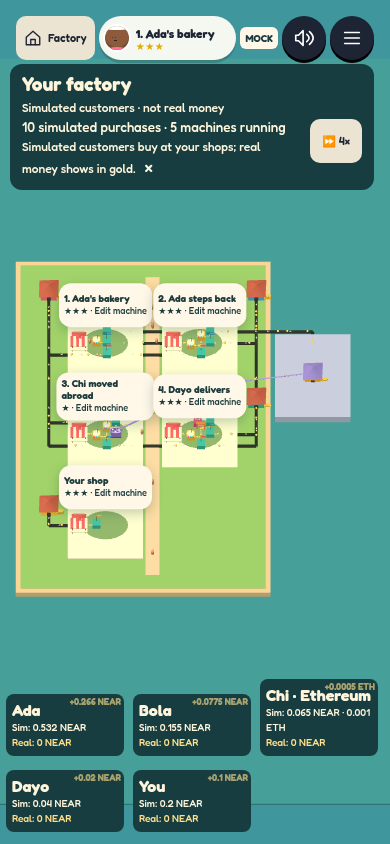 Factory
1. Ada's bakery
★★★
MOCK
Your factory
Simulated customers · not real money
10 simulated purchases · 5 machines running
Simulated customers buy at your shops; real
money shows in gold. ×
⏩ 4x
1. Ada's bakery
★★★ · Edit machine
2. Ada steps back
★★★ · Edit machine
3. Chi moved
abroad
★ · Edit machine
4. Dayo delivers
★★★ · Edit machine
Your shop
★★★ · Edit machine
+0.266 NEAR
Ada
Sim: 0.532 NEAR
Real: 0 NEAR
+0.0775 NEAR
Bola
Sim: 0.155 NEAR
Real: 0 NEAR
+0.0005 ETH
Chi · Ethereum
Sim: 0.065 NEAR · 0.001
ETH
Real: 0 NEAR
+0.02 NEAR
Dayo
Sim: 0.04 NEAR
Real: 0 NEAR
+0.1 NEAR
You
Sim: 0.2 NEAR
Real: 0 NEAR